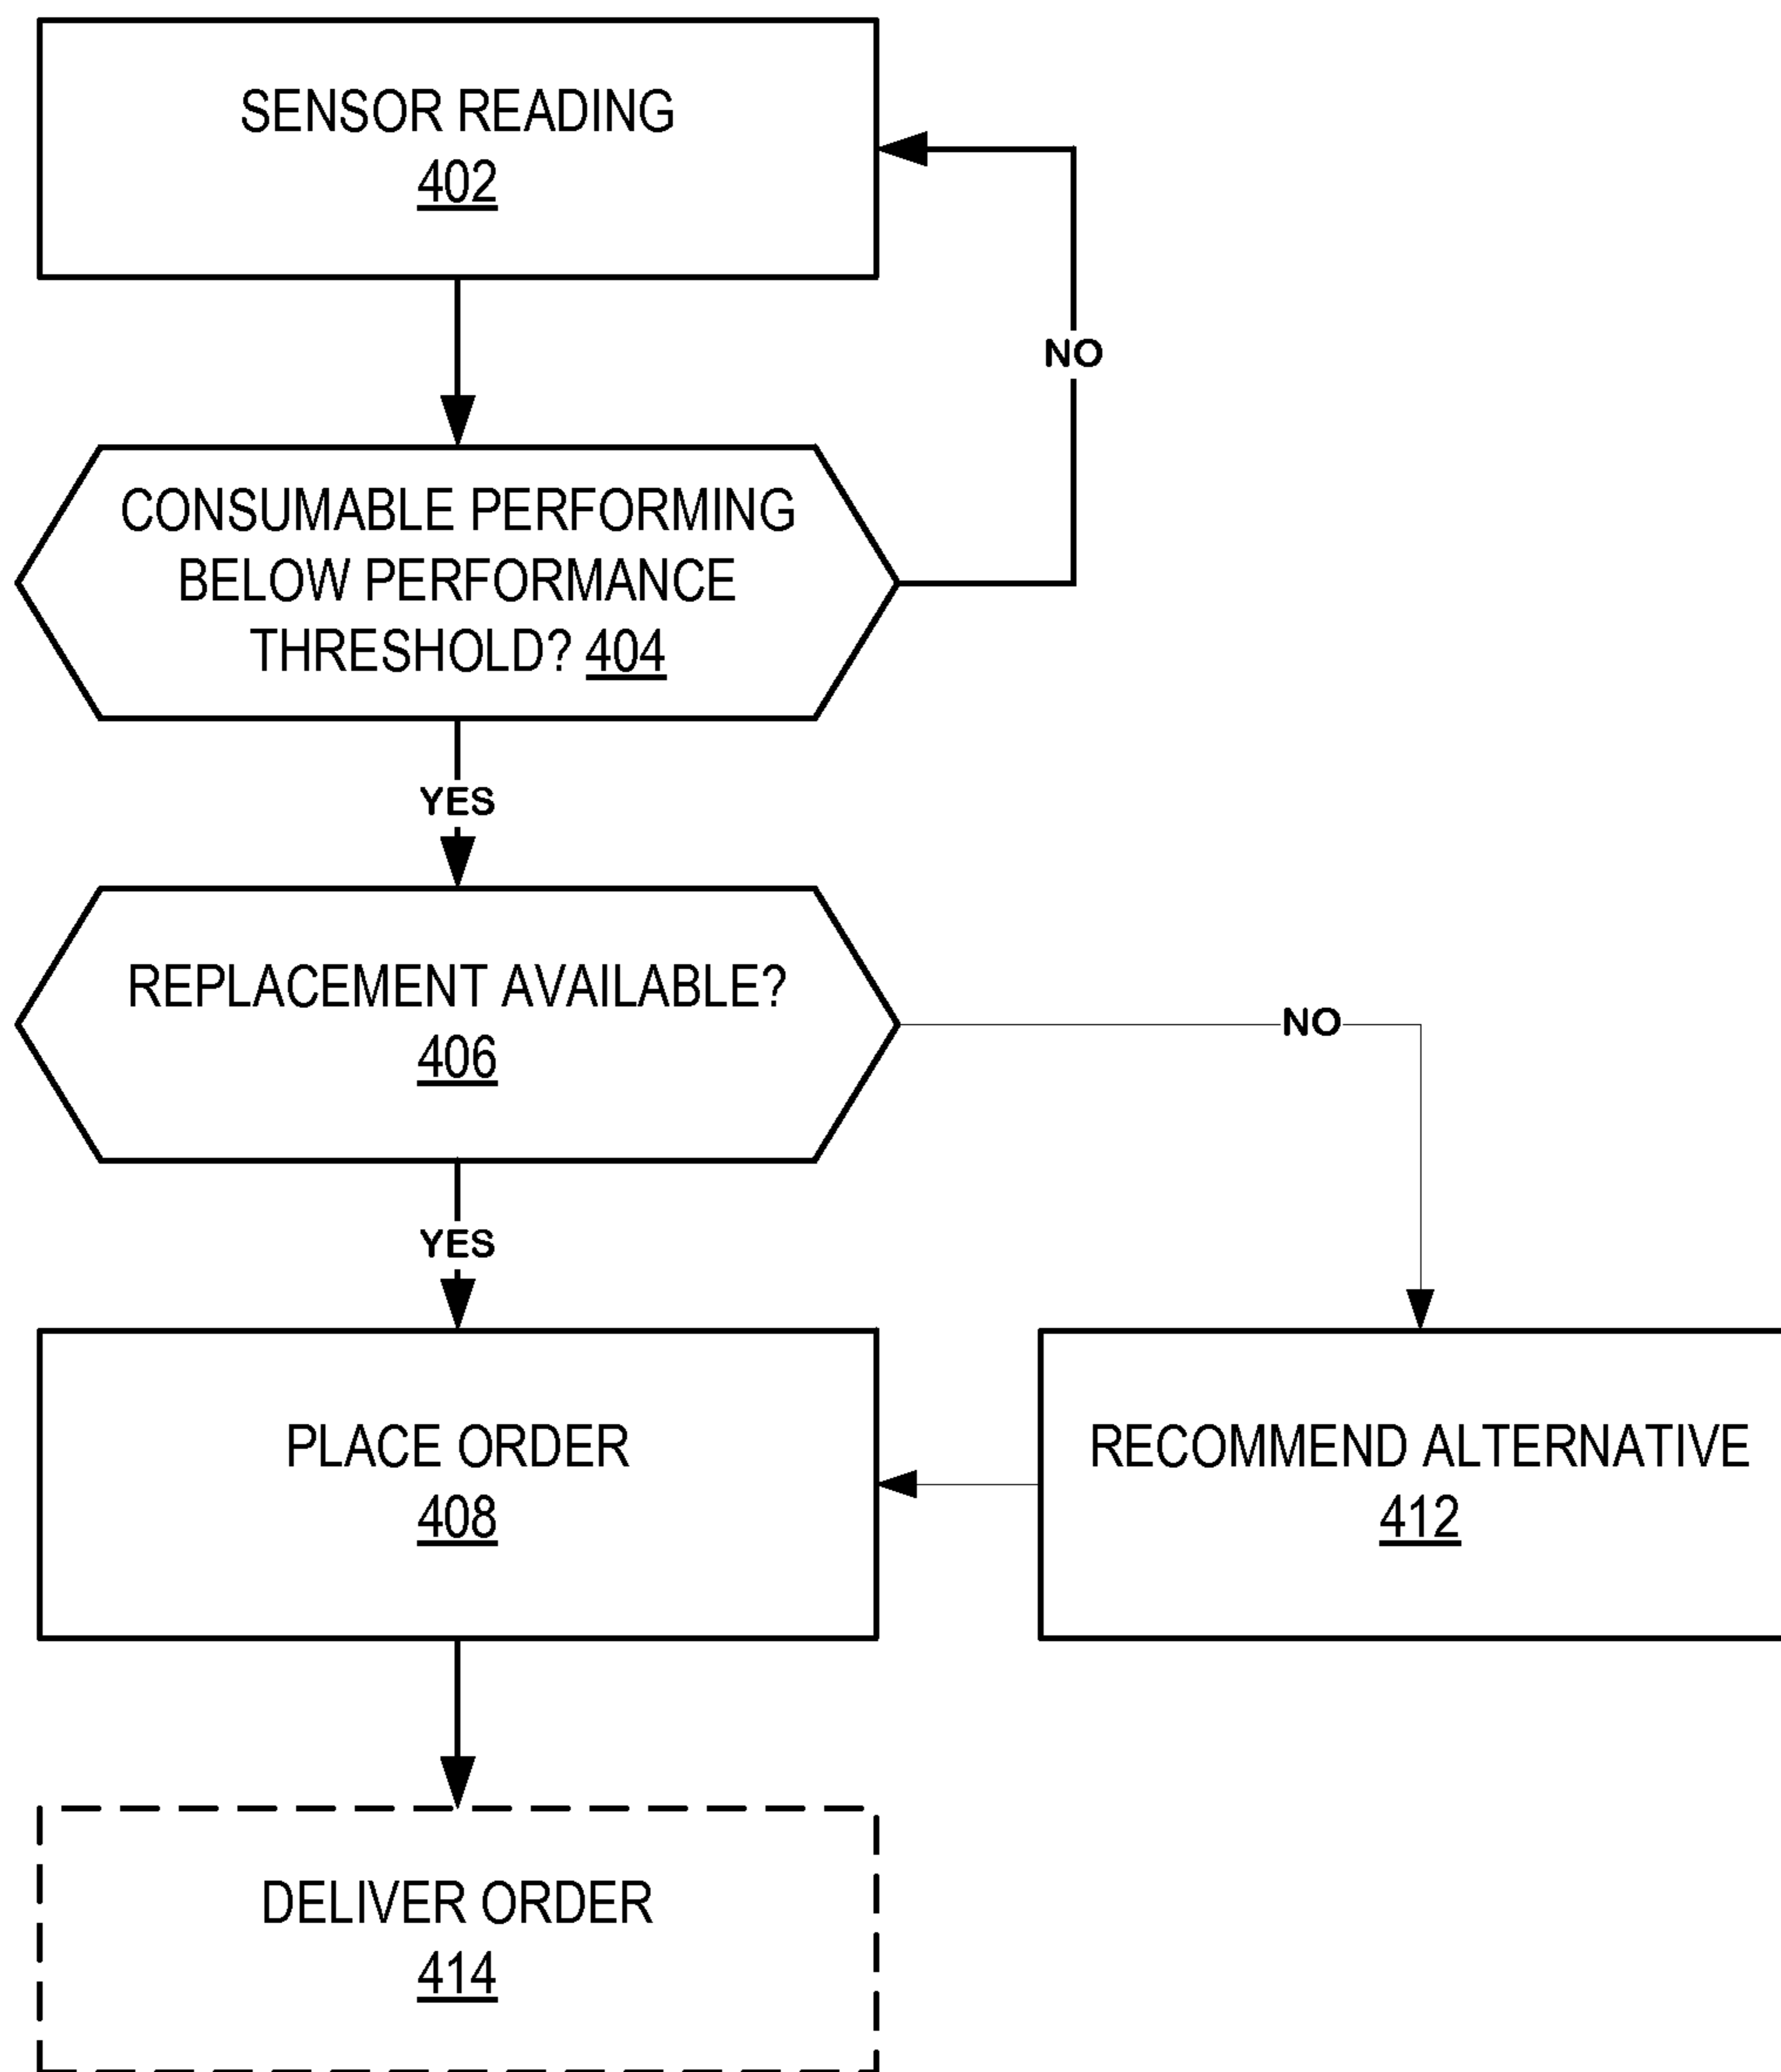 SENSOR READING
402
NO
CONSUMABLE PERFORMING
BELOW PERFORMANCE
THRESHOLD? 404
YES
REPLACEMENT AVAILABLE?
406
NO
YES
PLACE ORDER
408
RECOMMEND ALTERNATIVE
412
DELIVER ORDER
414